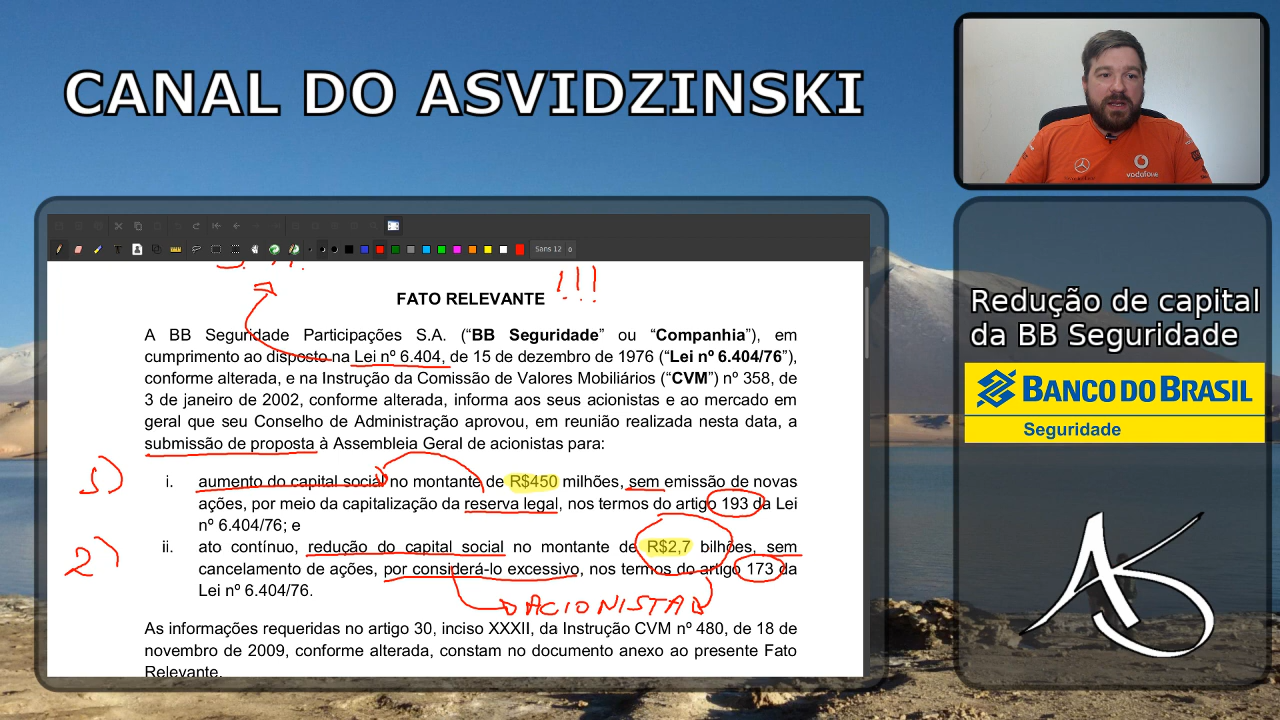 CANAL DO ASVIDZINSKI
vodafone
Sans 12
S. A.
FATO RELEVANTE !!!
A BB Seguridade Participações S.A. (“BB Seguridade” ou “Companhia”), em
cumprimento ao disposto na Lei nº 6.404, de 15 de dezembro de 1976 (“Lei nº 6.404/76”),
conforme alterada, e na Instrução da Comissão de Valores Mobiliários (“CVM”) nº 358, de
3 de janeiro de 2002, conforme alterada, informa aos seus acionistas e ao mercado em
geral que seu Conselho de Administração aprovou, em reunião realizada nesta data, a
submissão de proposta à Assembleia Geral de acionistas para:
1)
i. aumento do capital social no montante de R$450 milhões, sem emissão de novas
ações, por meio da capitalização da reserva legal, nos termos do artigo 193 da Lei
nº 6.404/76; e
2)
ii. ato contínuo, redução do capital social no montante de R$2,7 bilhões, sem
cancelamento de ações, por considerá-lo excessivo, nos termos do artigo 173 da
Lei nº 6.404/76.
ACIONISTAS
As informações requeridas no artigo 30, inciso XXXII, da Instrução CVM nº 480, de 18 de
novembro de 2009, conforme alterada, constam no documento anexo ao presente Fato
Relevante.
Redução de capital
da BB Seguridade
BANCO DO BRASIL
Seguridade